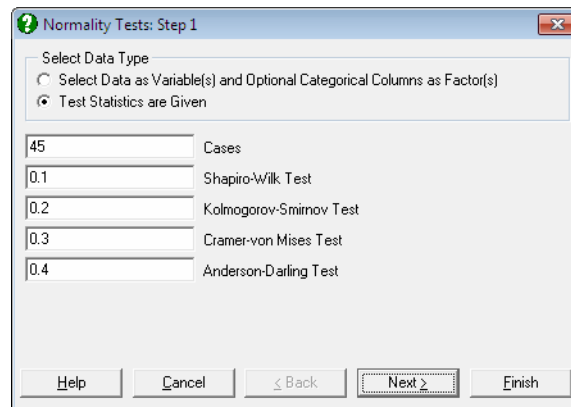 Normality Tests: Step 1
Select Data Type
Select Data as Variable(s) and Optional Categorical Columns as Factor(s)
Test Statistics are Given
45 Cases
0.1 Shapiro-Wilk Test
0.2 Kolmogorov-Smirnov Test
0.3 Cramer-von Mises Test
0.4 Anderson-Darling Test
Help Cancel < Back Next > Finish